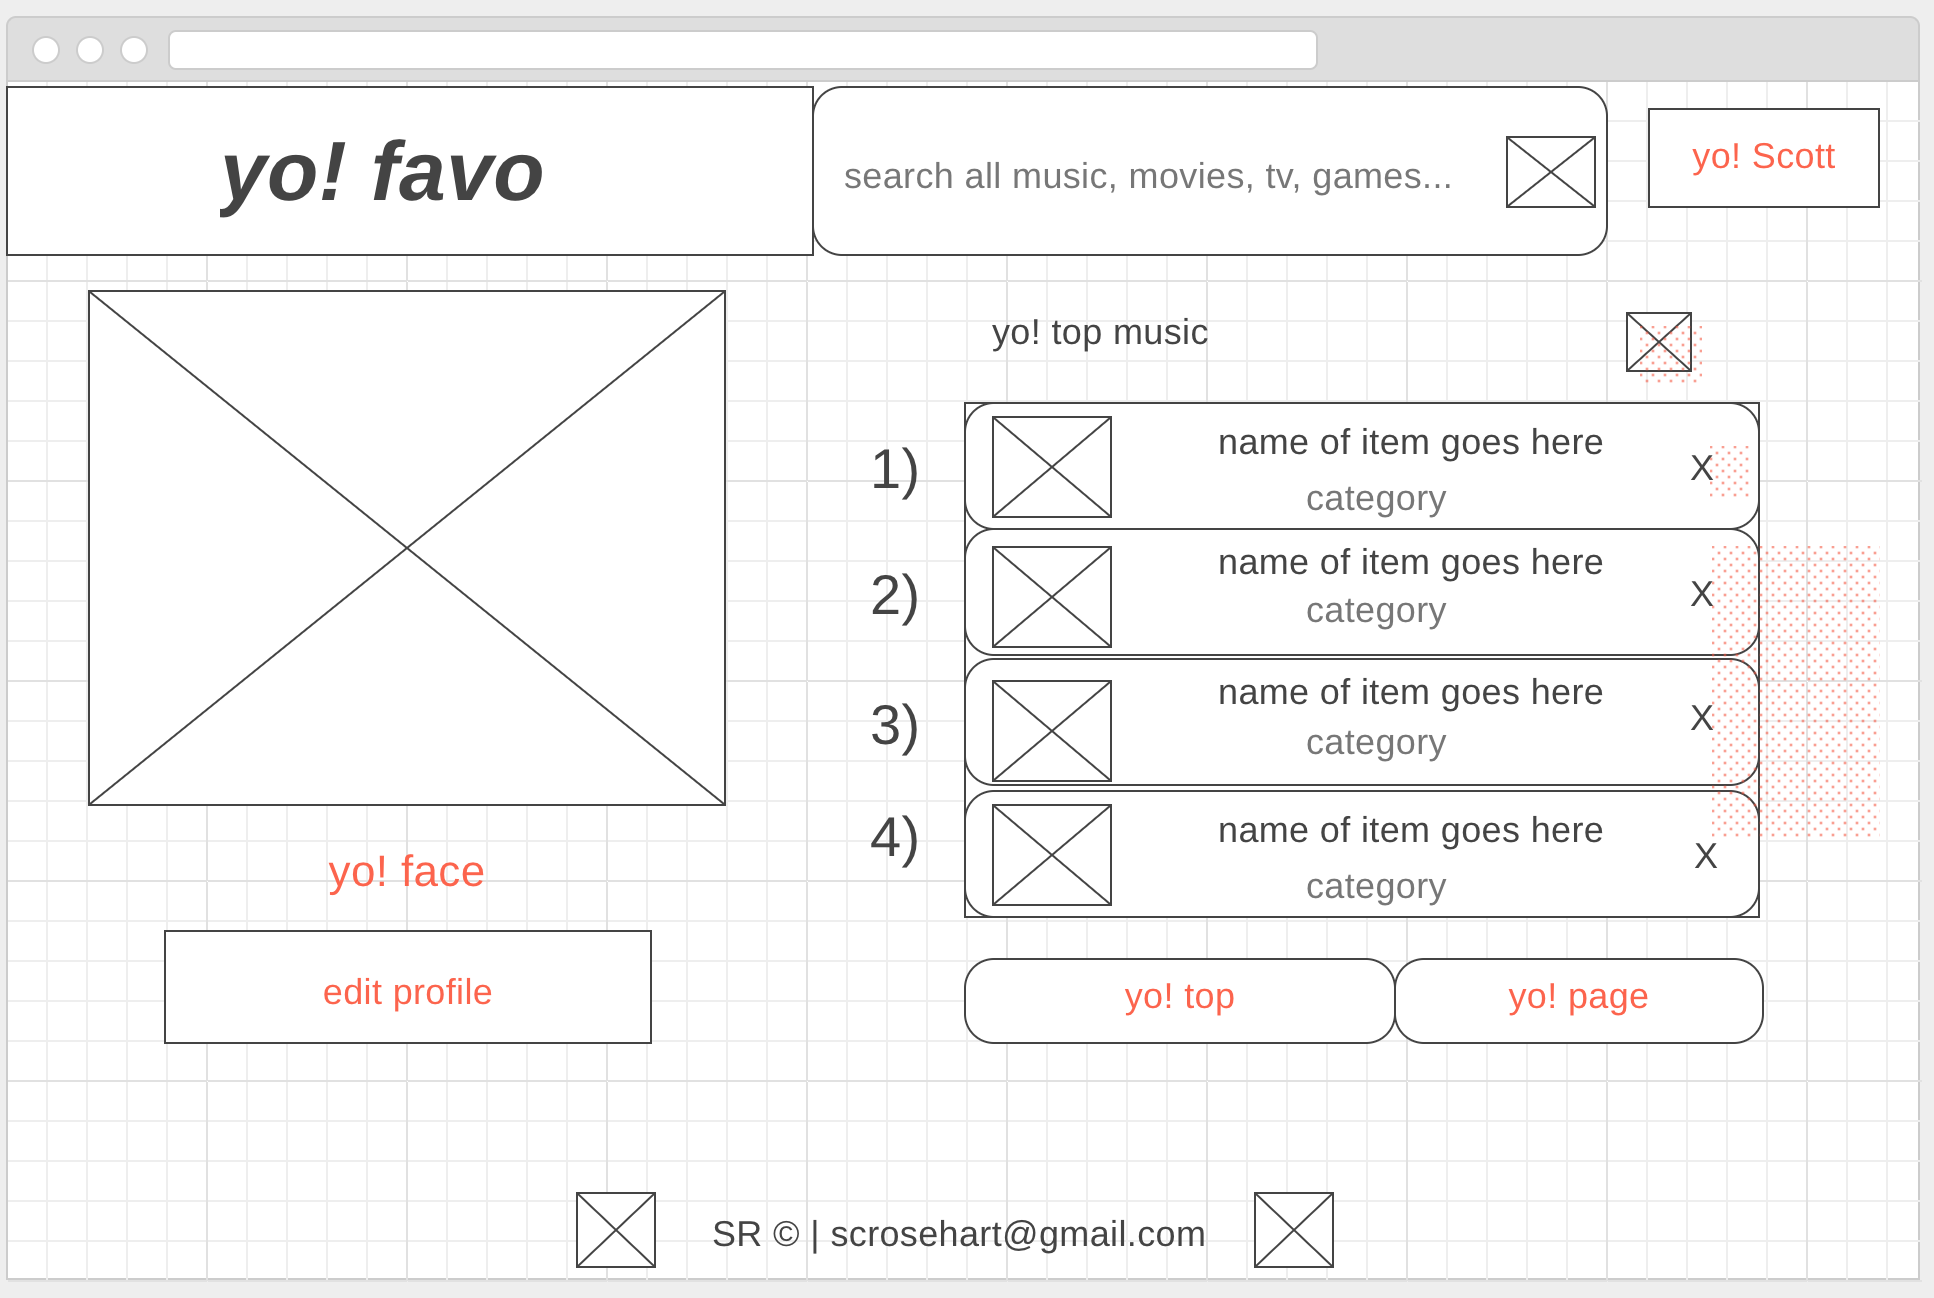 yo! favo
search all music, movies, tv, games...
yo! Scott
yo! top music
1)
name of item goes here
category
X
2)
name of item goes here
category
X
3)
name of item goes here
category
X
4)
name of item goes here
category
X
yo! face
edit profile
yo! top
yo! page
SR © | scrosehart@gmail.com